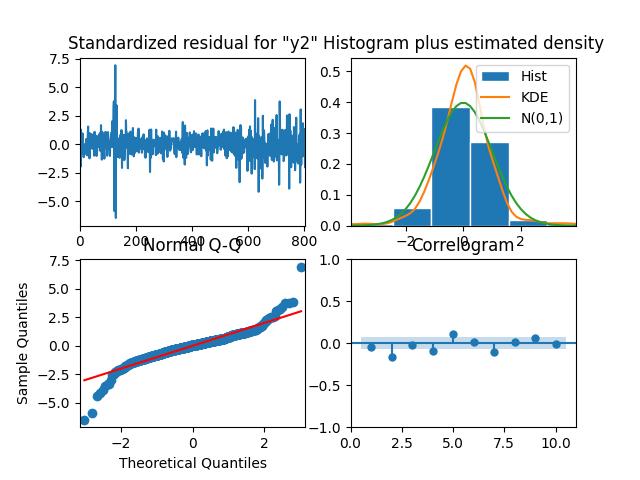 Standardized residual for "y2"
Histogram plus estimated density
7.5
5.0
2.5
0.0
−2.5
−5.0
0 200 400 600 800
0.5
0.4
0.3
0.2
0.1
0.0
−2 0 2
Hist
KDE
N(0,1)
Normal Q-Q
Correlogram
Sample Quantiles
7.5
5.0
2.5
0.0
−2.5
−5.0
−2 0 2
Theoretical Quantiles
1.0
0.5
0.0
−0.5
−1.0
0.0 2.5 5.0 7.5 10.0